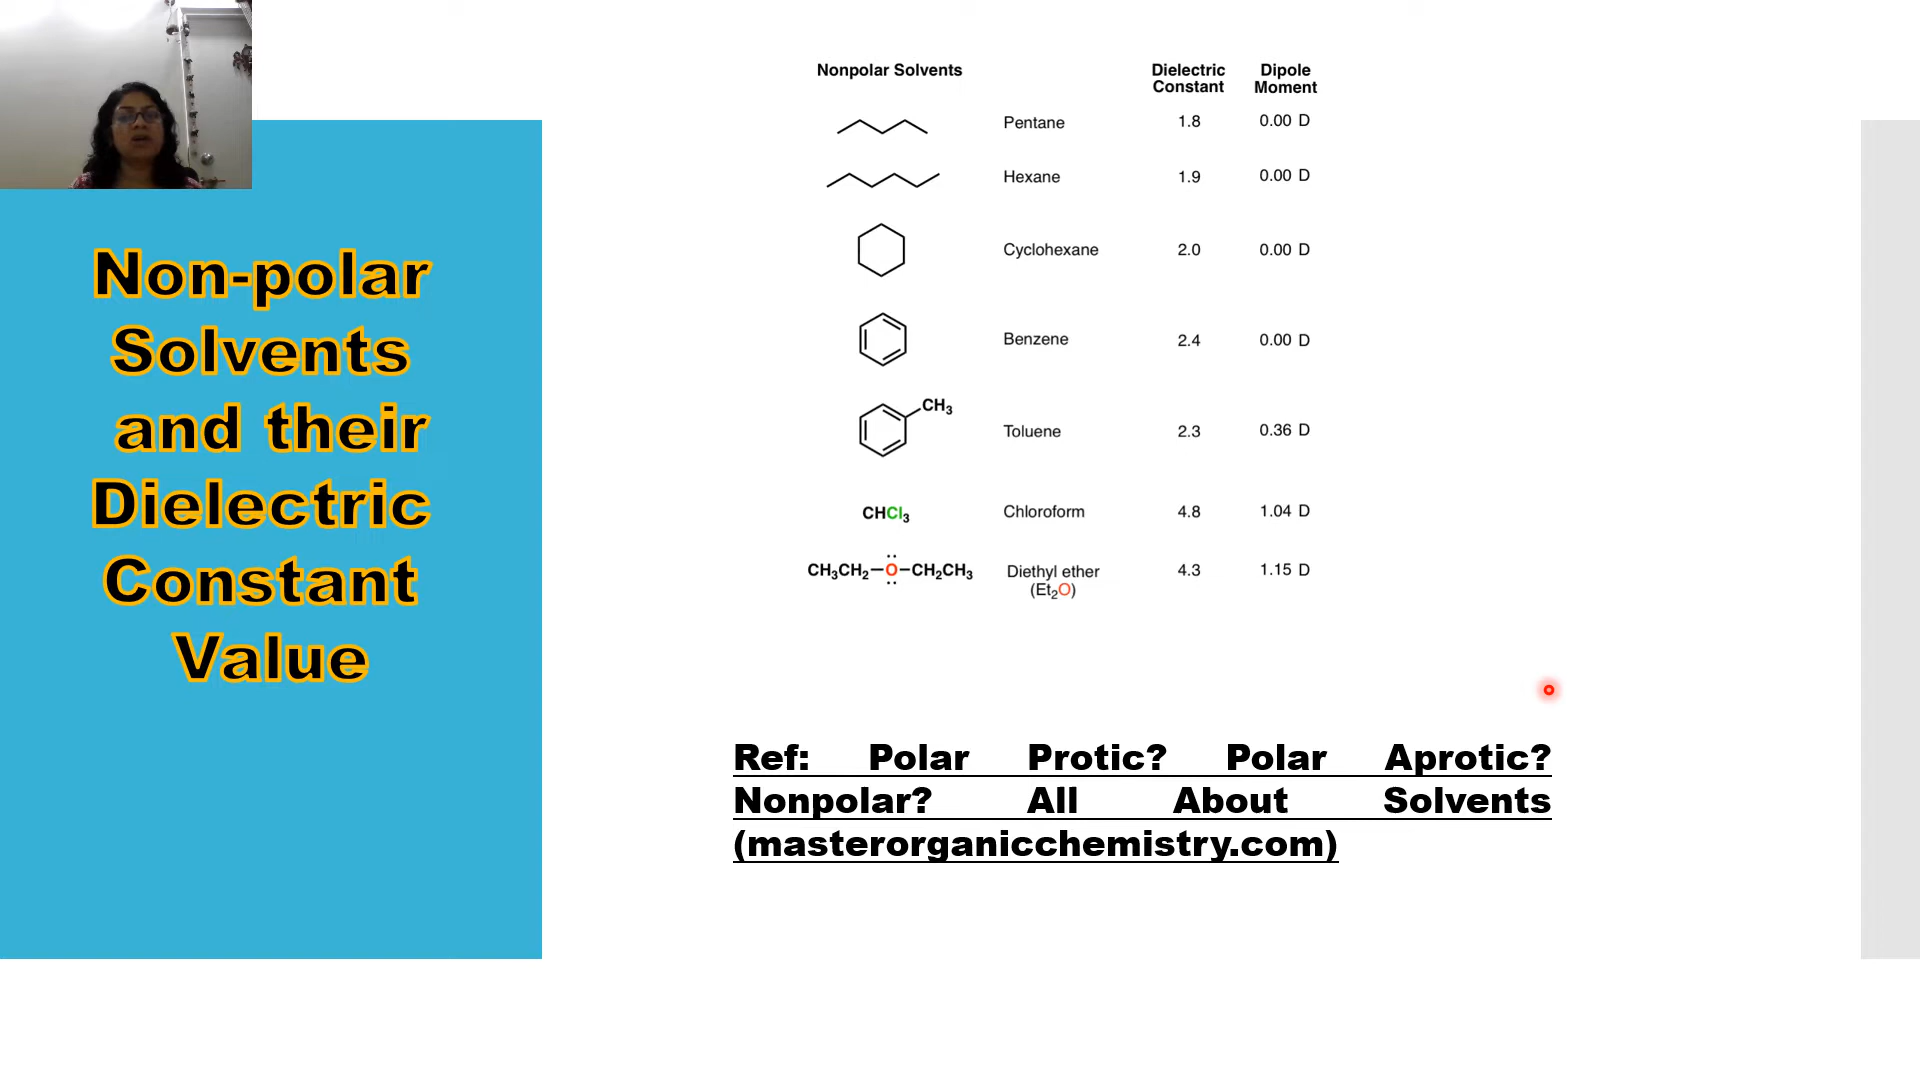 Non-polar
Solvents
and their
Dielectric
Constant
Value
Nonpolar Solvents Dielectric Constant Dipole Moment
Pentane 1.8 0.00 D
Hexane 1.9 0.00 D
Cyclohexane 2.0 0.00 D
Benzene 2.4 0.00 D
CH₃ Toluene 2.3 0.36 D
CHCl₃ Chloroform 4.8 1.04 D
CH₃CH₂–O–CH₂CH₃ Diethyl ether 4.3 1.15 D
(Et₂O)
Ref: Polar Protic? Polar Aprotic?
Nonpolar? All About Solvents
(masterorganicchemistry.com)